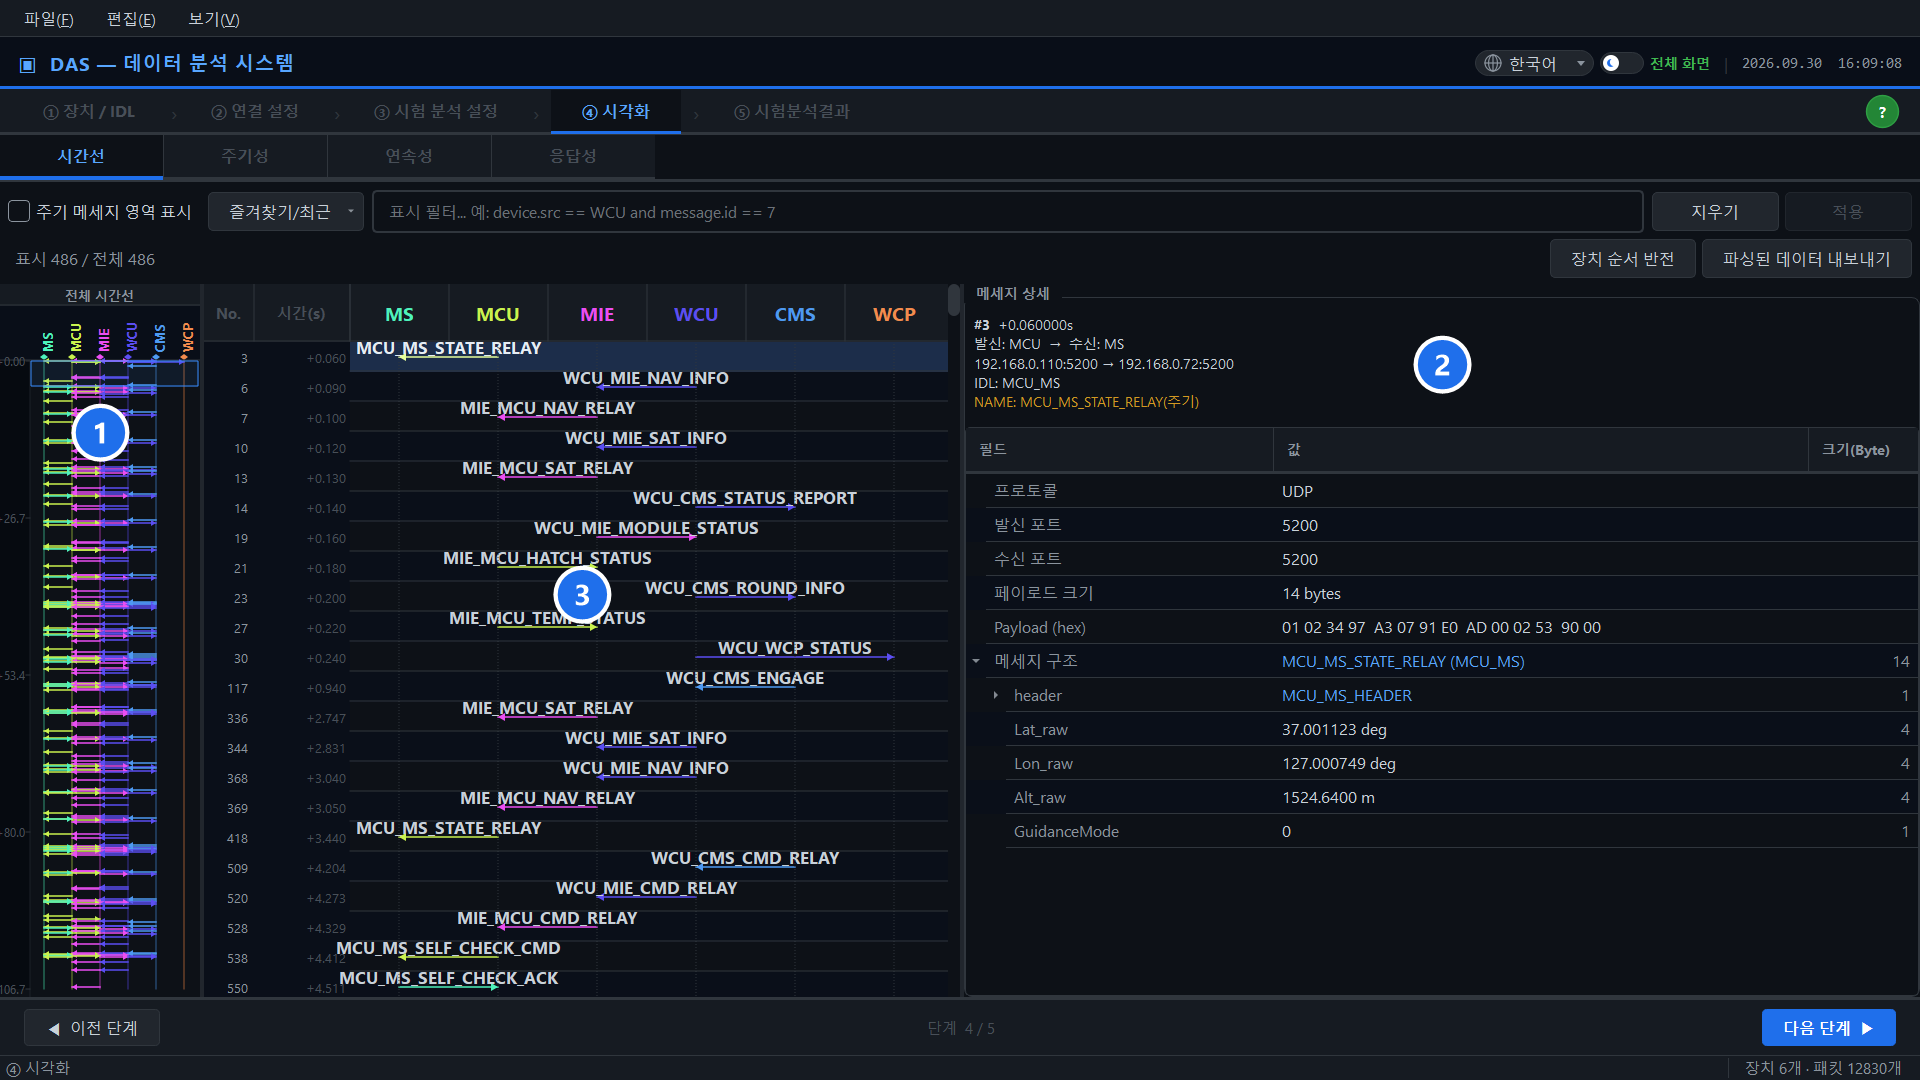 파일(F) 편집(E) 보기(V)
DAS — 데이터 분석 시스템
한국어 전체 화면 | 2026.09.30 16:09:08
① 장치 / IDL › ② 연결 설정 › ③ 시험 분석 설정 › ④ 시각화 › ⑤ 시험분석결과
?
시간선 주기성 연속성 응답성
주기 메세지 영역 표시 즐겨찾기/최근 표시 필터... 예: device.src == WCU and message.id == 7 지우기 적용
표시 486 / 전체 486 장치 순서 반전 파싱된 데이터 내보내기
전체 시간선
MS MCU MIE WCU CMS WCP
+0.00
+26.7
+53.4
+80.0
106.7
1
No. 시간(s) MS MCU MIE WCU CMS WCP
3 +0.060 MCU_MS_STATE_RELAY
6 +0.090 WCU_MIE_NAV_INFO
7 +0.100 MIE_MCU_NAV_RELAY
10 +0.120 WCU_MIE_SAT_INFO
13 +0.130 MIE_MCU_SAT_RELAY
14 +0.140 WCU_CMS_STATUS_REPORT
19 +0.160 WCU_MIE_MODULE_STATUS
21 +0.180 MIE_MCU_HATCH_STATUS
23 +0.200 WCU_CMS_ROUND_INFO
3
27 +0.220 MIE_MCU_TEMP_STATUS
30 +0.240 WCU_WCP_STATUS
117 +0.940 WCU_CMS_ENGAGE
336 +2.747 MIE_MCU_SAT_RELAY
344 +2.831 WCU_MIE_SAT_INFO
368 +3.040 WCU_MIE_NAV_INFO
369 +3.050 MIE_MCU_NAV_RELAY
418 +3.440 MCU_MS_STATE_RELAY
509 +4.204 WCU_CMS_CMD_RELAY
520 +4.273 WCU_MIE_CMD_RELAY
528 +4.329 MIE_MCU_CMD_RELAY
538 +4.412 MCU_MS_SELF_CHECK_CMD
550 +4.511 MCU_MS_SELF_CHECK_ACK
메세지 상세
#3 +0.060000s
발신: MCU → 수신: MS
192.168.0.110:5200 → 192.168.0.72:5200
IDL: MCU_MS
NAME: MCU_MS_STATE_RELAY(주기)
2
필드 값 크기(Byte)
프로토콜 UDP
발신 포트 5200
수신 포트 5200
페이로드 크기 14 bytes
Payload (hex) 01 02 34 97 A3 07 91 E0 AD 00 02 53 90 00
메세지 구조 MCU_MS_STATE_RELAY (MCU_MS) 14
header MCU_MS_HEADER 1
Lat_raw 37.001123 deg 4
Lon_raw 127.000749 deg 4
Alt_raw 1524.6400 m 4
GuidanceMode 0 1
◀ 이전 단계 단계 4 / 5 다음 단계 ▶
④ 시각화 장치 6개 · 패킷 12830개